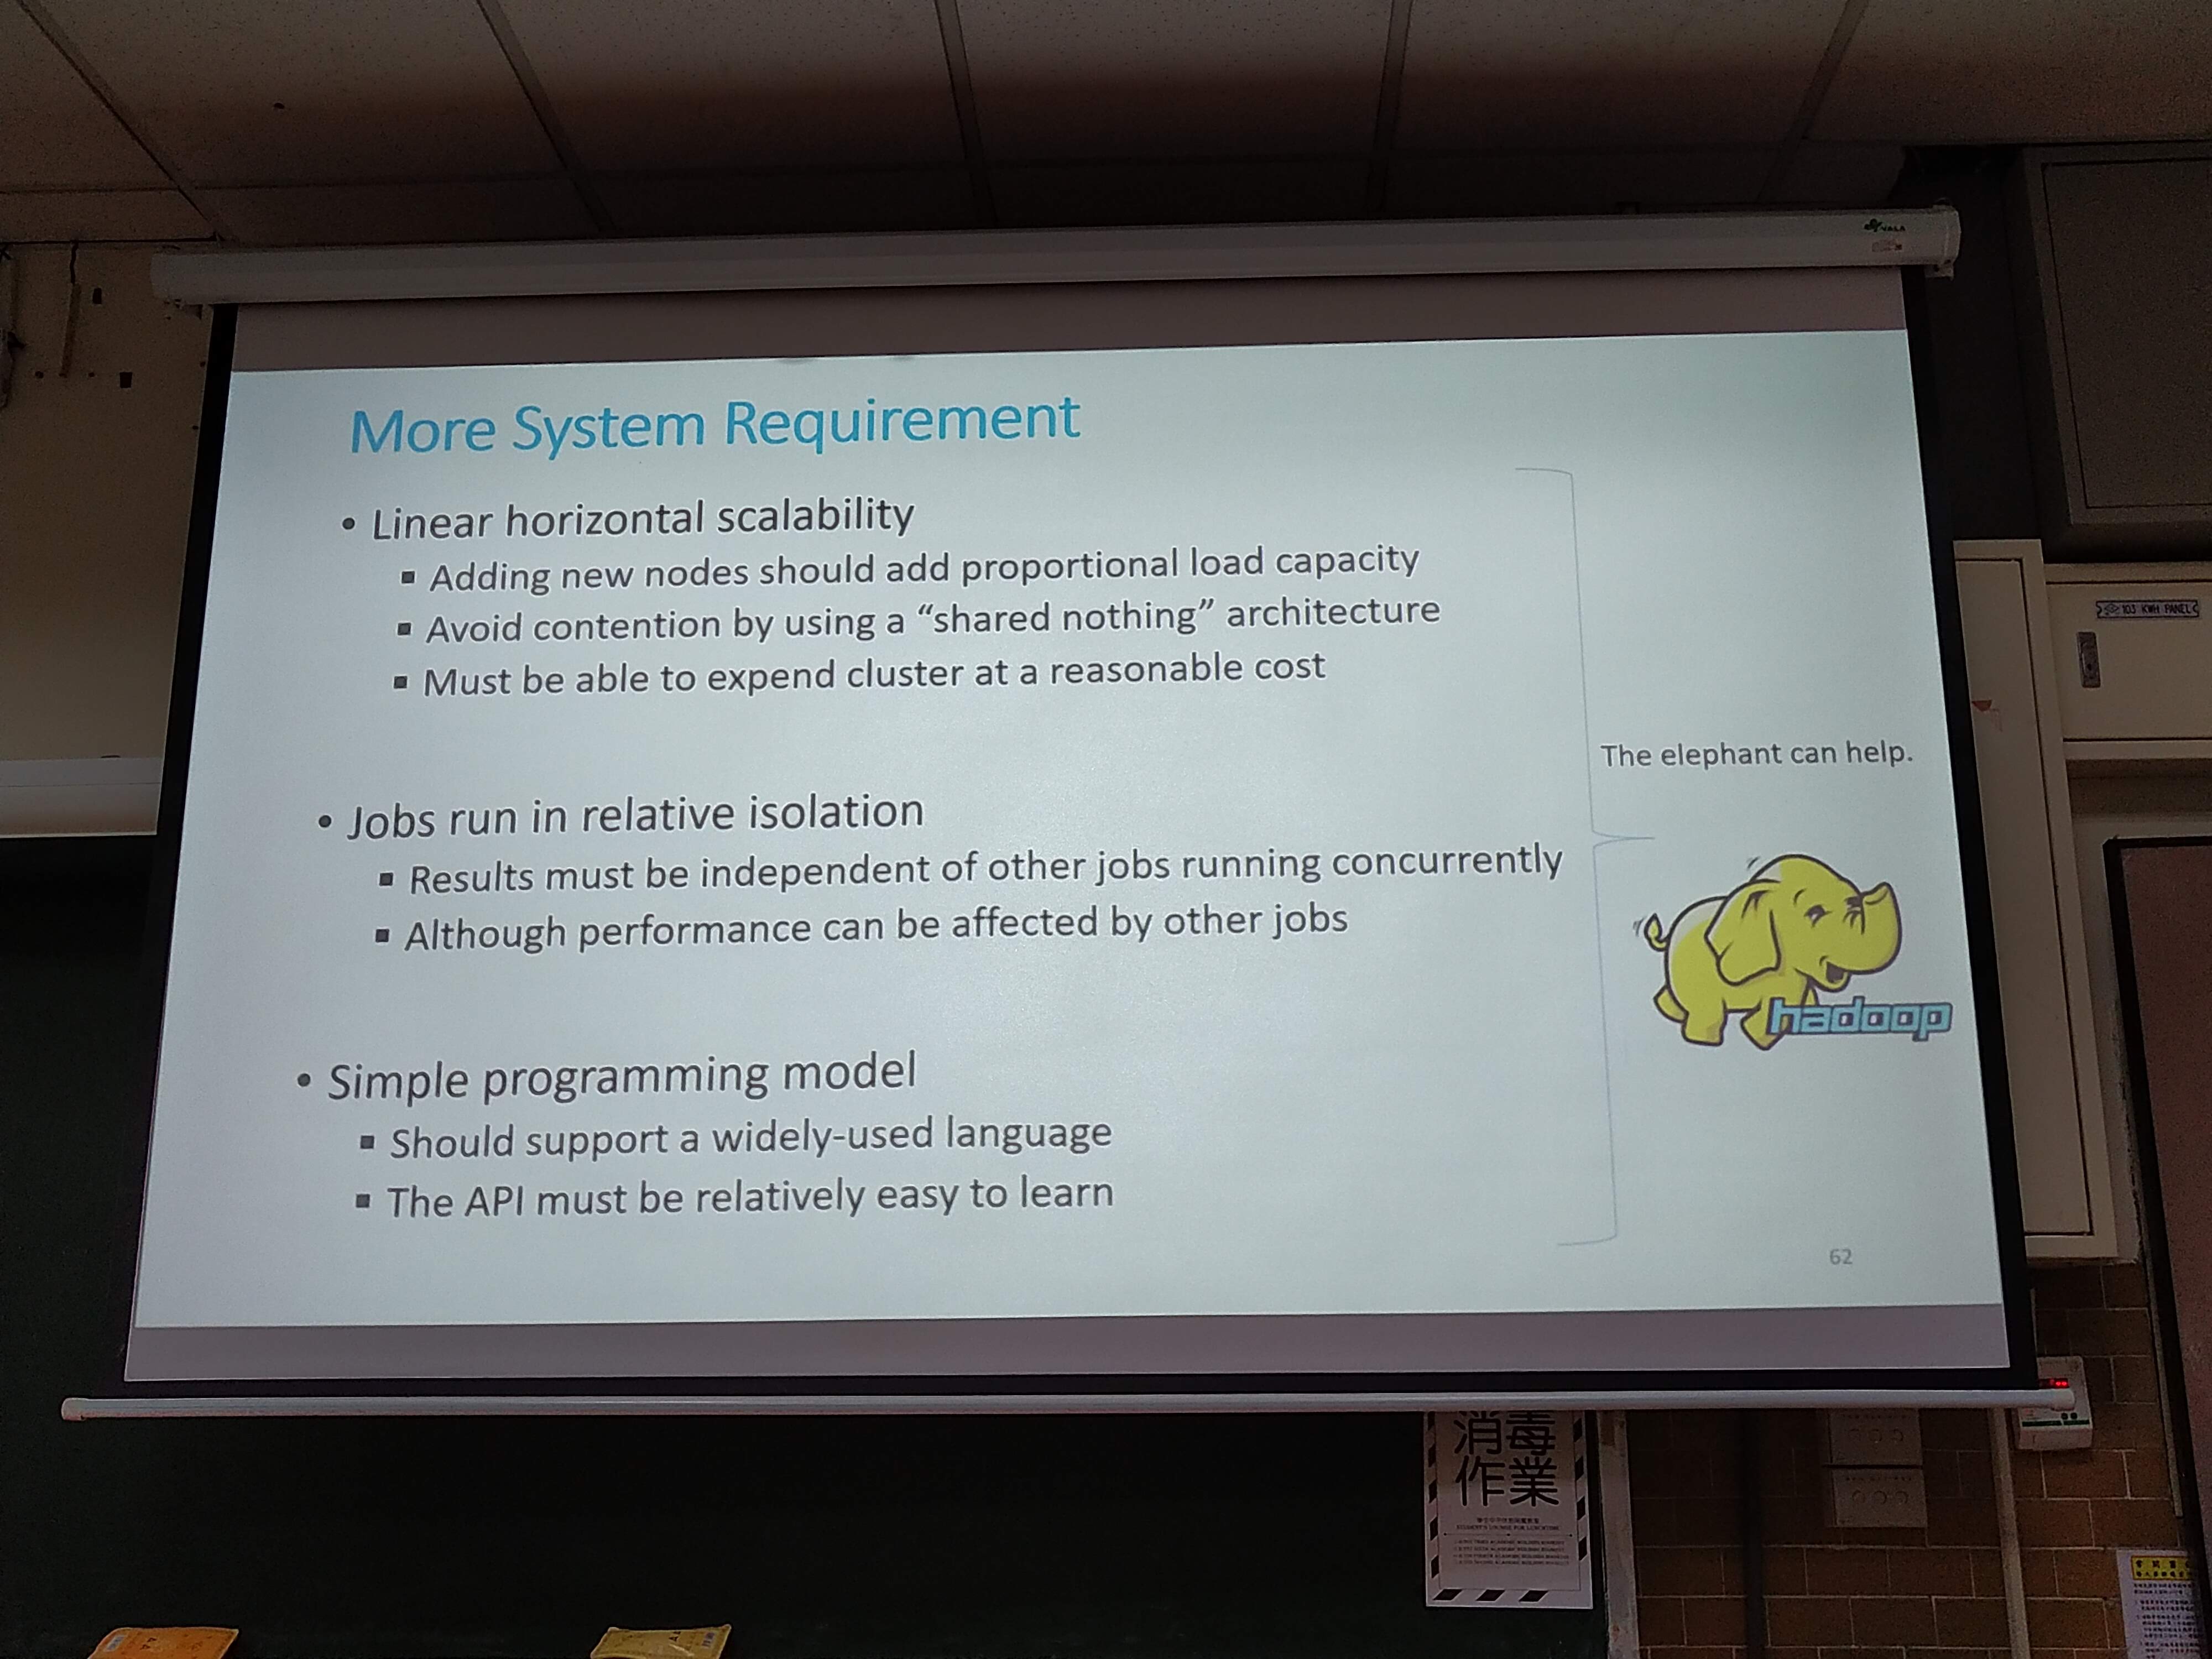 VALA
More System Requirement
• Linear horizontal scalability
▪ Adding new nodes should add proportional load capacity
▪ Avoid contention by using a “shared nothing” architecture
▪ Must be able to expend cluster at a reasonable cost
• Jobs run in relative isolation
▪ Results must be independent of other jobs running concurrently
▪ Although performance can be affected by other jobs
• Simple programming model
▪ Should support a widely-used language
▪ The API must be relatively easy to learn
The elephant can help.
hadoop
62
103 KWH PANEL
消毒
作業